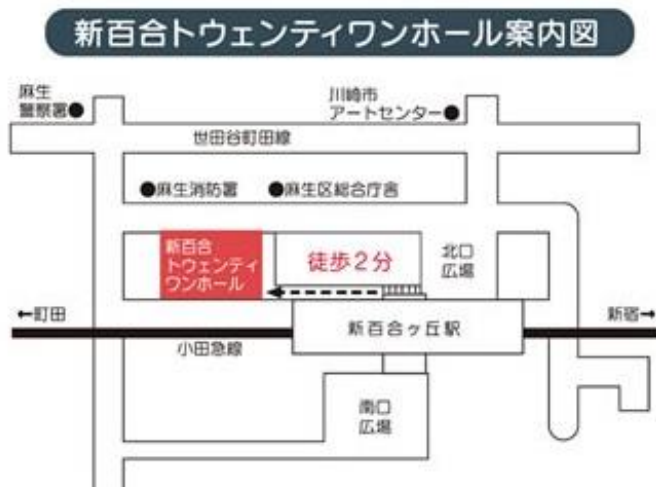 新百合トウェンティワンホール案内図
麻生
警察署●
川崎市
アートセンター●
世田谷町田線
●麻生消防署
●麻生区総合庁舎
新百合
トウェンティ
ワンホール
徒歩2分
北口
広場
←町田
新宿→
新百合ヶ丘駅
小田急線
南口
広場